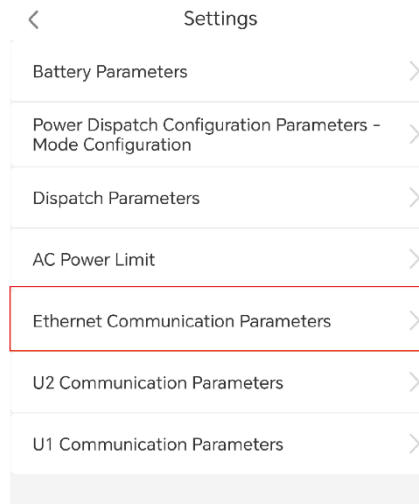 Settings
Battery Parameters
Power Dispatch Configuration Parameters -
Mode Configuration
Dispatch Parameters
AC Power Limit
Ethernet Communication Parameters
U2 Communication Parameters
U1 Communication Parameters